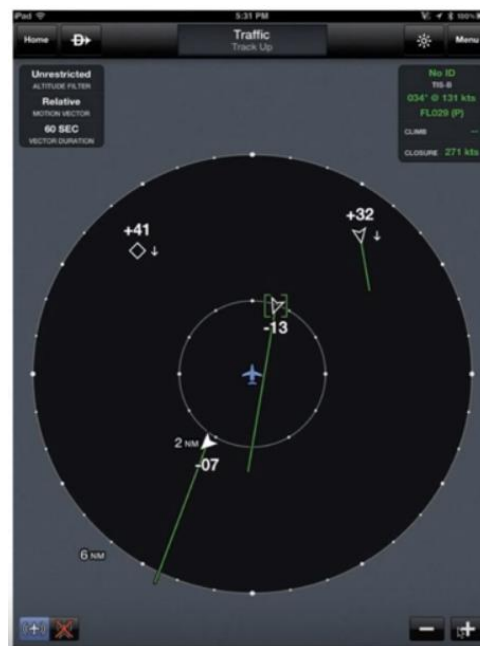 iPad
5:31 PM
100%
Home
Traffic
Track Up
Menu
Unrestricted
ALTITUDE FILTER
Relative
MOTION VECTOR
60 SEC
VECTOR DURATION
No ID
TIS-B
034° @ 131 kts
FL029 (P)
CLIMB --
CLOSURE 271 kts
+41
+32
-13
2 NM
-07
6 NM